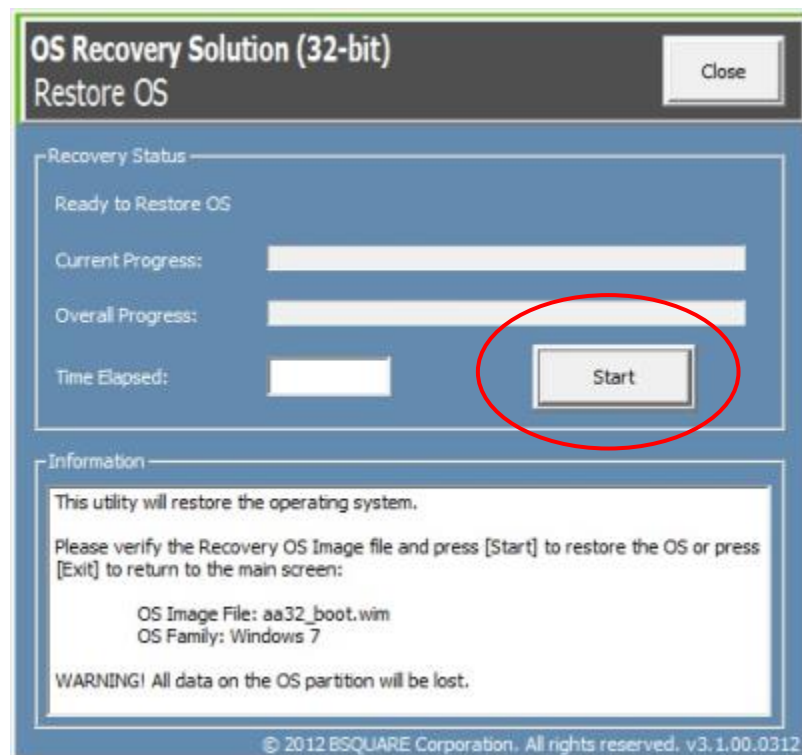 OS Recovery Solution (32-bit)
Restore OS
Close
Recovery Status
Ready to Restore OS
Current Progress:
Overall Progress:
Time Elapsed:
Start
Information
This utility will restore the operating system.
Please verify the Recovery OS Image file and press [Start] to restore the OS or press
[Exit] to return to the main screen:
OS Image File: aa32_boot.wim
OS Family: Windows 7
WARNING! All data on the OS partition will be lost.
© 2012 BSQUARE Corporation. All rights reserved. v3.1.00.0312